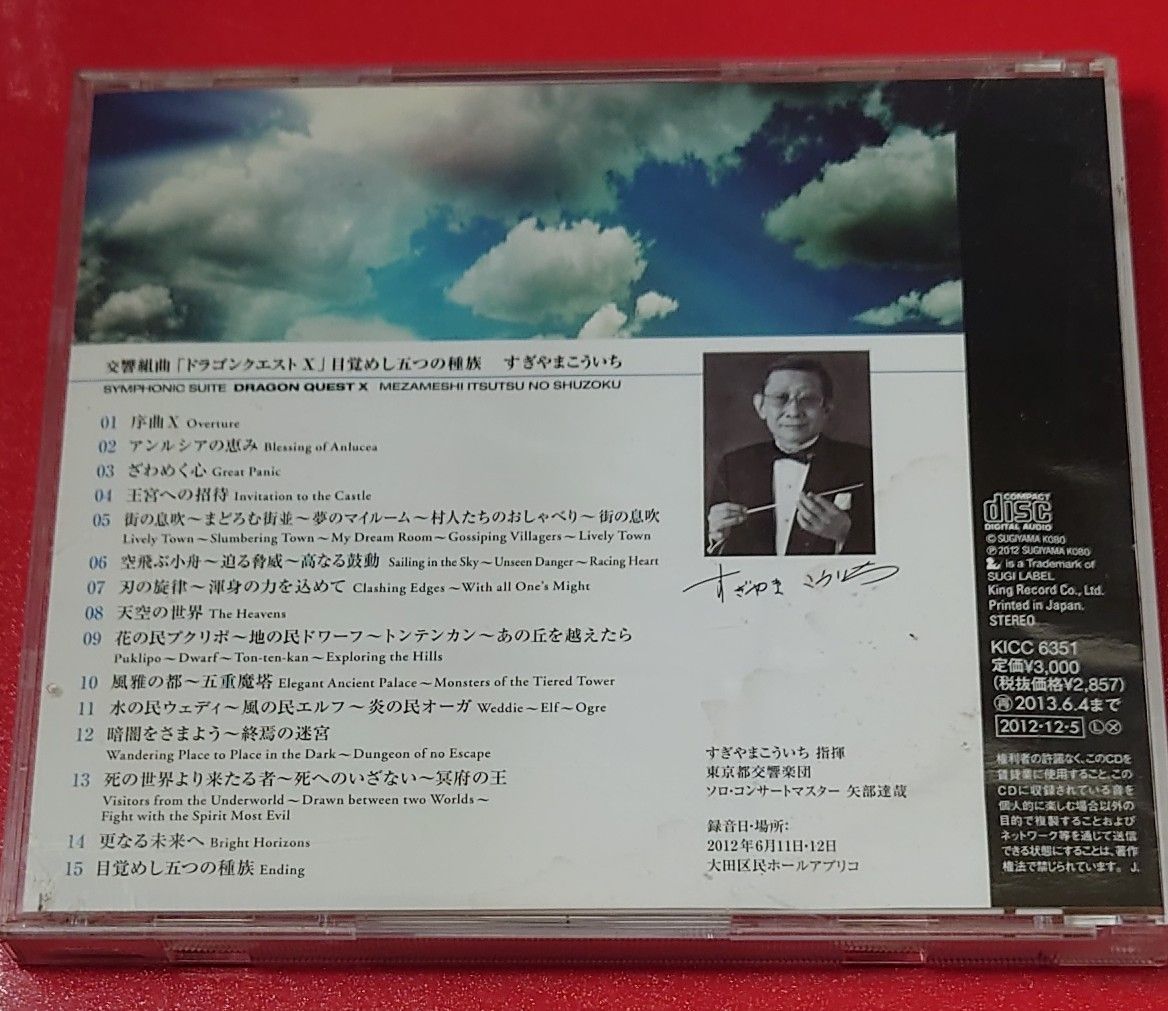 交響組曲「ドラゴンクエストX」目覚めし五つの種族　すぎやまこういち
SYMPHONIC SUITE DRAGON QUEST X MEZAMESHI ITSUTSU NO SHUZOKU
01 序曲X Overture
02 アンルシアの恵み Blessing of Anlucea
03 ざわめく心 Great Panic
04 王宮への招待 Invitation to the Castle
05 街の息吹～まどろむ街並～夢のマイルーム～村人たちのおしゃべり～街の息吹
Lively Town～Slumbering Town～My Dream Room～Gossiping Villagers～Lively Town
06 空飛ぶ小舟～迫る脅威～高なる鼓動 Sailing in the Sky～Unseen Danger～Racing Heart
07 刃の旋律～渾身の力を込めて Clashing Edges～With all One's Might
08 天空の世界 The Heavens
09 花の民プクリポ～地の民ドワーフ～トンテンカン～あの丘を越えたら
Puklipo～Dwarf～Ton-ten-kan～Exploring the Hills
10 風雅の都～五重魔塔 Elegant Ancient Palace～Monsters of the Tiered Tower
11 水の民ウェディ～風の民エルフ～炎の民オーガ Weddie～Elf～Ogre
12 暗闇をさまよう～終焉の迷宮
Wandering Place to Place in the Dark～Dungeon of no Escape
13 死の世界より来たる者～死へのいざない～冥府の王
Visitors from the Underworld～Drawn between two Worlds～
Fight with the Spirit Most Evil
14 更なる未来へ Bright Horizons
15 目覚めし五つの種族 Ending
すぎやま こういち
すぎやまこういち 指揮
東京都交響楽団
ソロ・コンサートマスター 矢部達哉
録音日・場所:
2012年6月11日・12日
大田区民ホールアプリコ
COMPACT
disc
DIGITAL AUDIO
Ⓒ SUGIYAMA KOBO
Ⓟ 2012 SUGIYAMA KOBO
is a Trademark of
SUGI LABEL
King Record Co., Ltd.
Printed in Japan.
STEREO
KICC 6351
定価¥3,000
(税抜価格¥2,857)
㋐2013.6.4まで
2012・12・5 ⓁⓍ
権利者の許諾なく、このCDを
賃貸業に使用すること、この
CDに収録されている音を
個人的に楽しむ場合以外の
目的で複製することおよび
ネットワーク等を通じて送信
できる状態にすることは、著作
権法で禁じられています。 J.